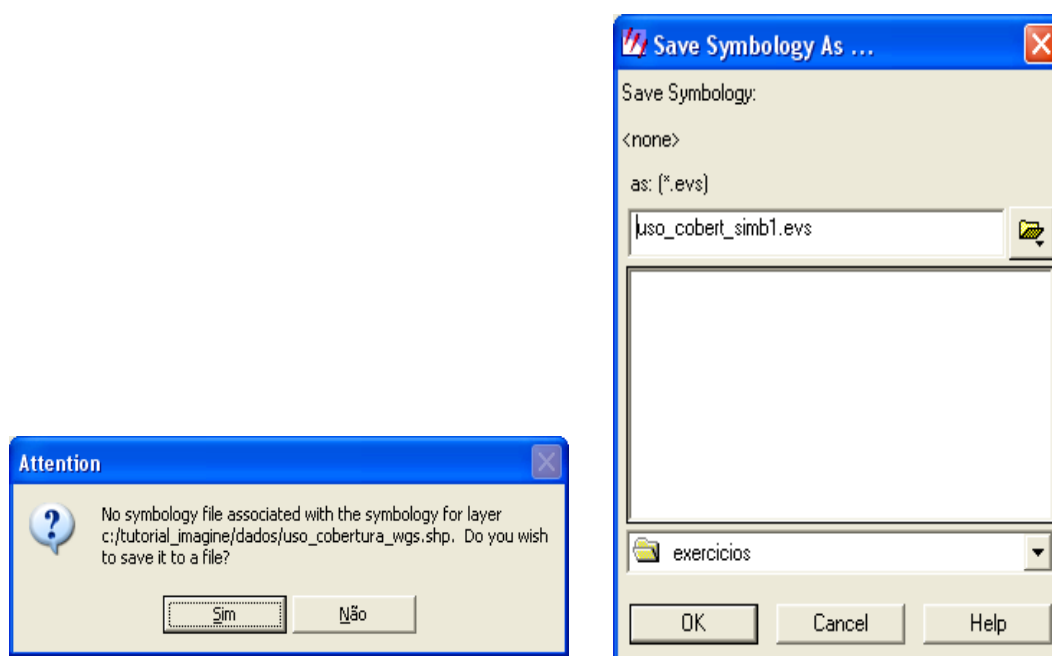 Attention
No symbology file associated with the symbology for layer
c:/tutorial_imagine/dados/uso_cobertura_wgs.shp. Do you wish
to save it to a file?
Sim
Não
Save Symbology As ...
Save Symbology:
<none>
as: (*.evs)
uso_cobert_simb1.evs
exercicios
OK
Cancel
Help